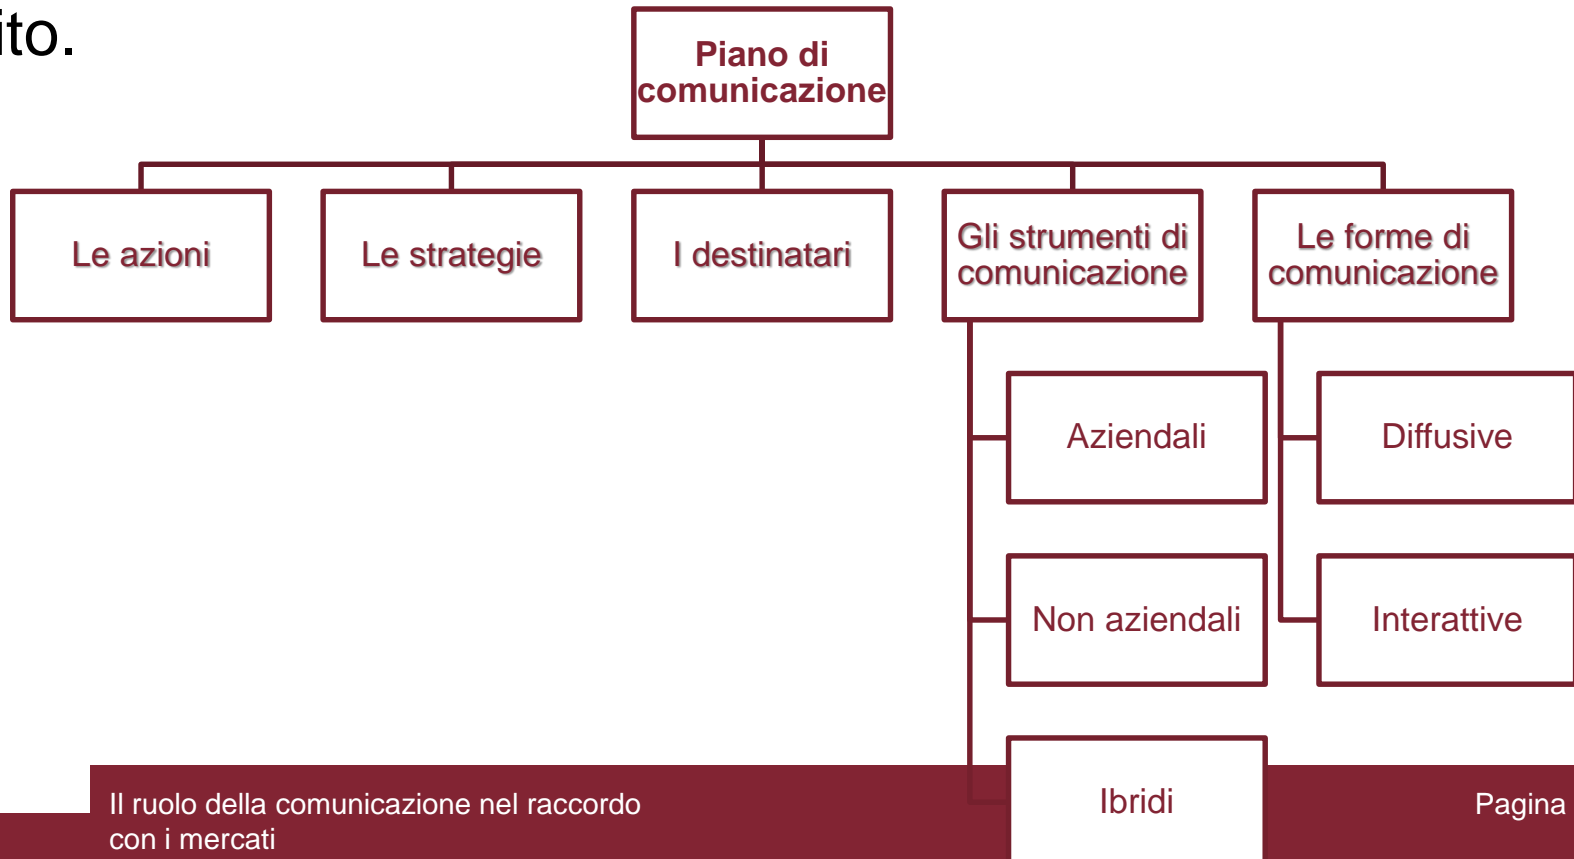 ito.
Piano di
comunicazione
Le azioni
Le strategie
I destinatari
Gli strumenti di
comunicazione
Le forme di
comunicazione
Aziendali
Diffusive
Non aziendali
Interattive
Ibridi
Il ruolo della comunicazione nel raccordo
con i mercati
Pagina